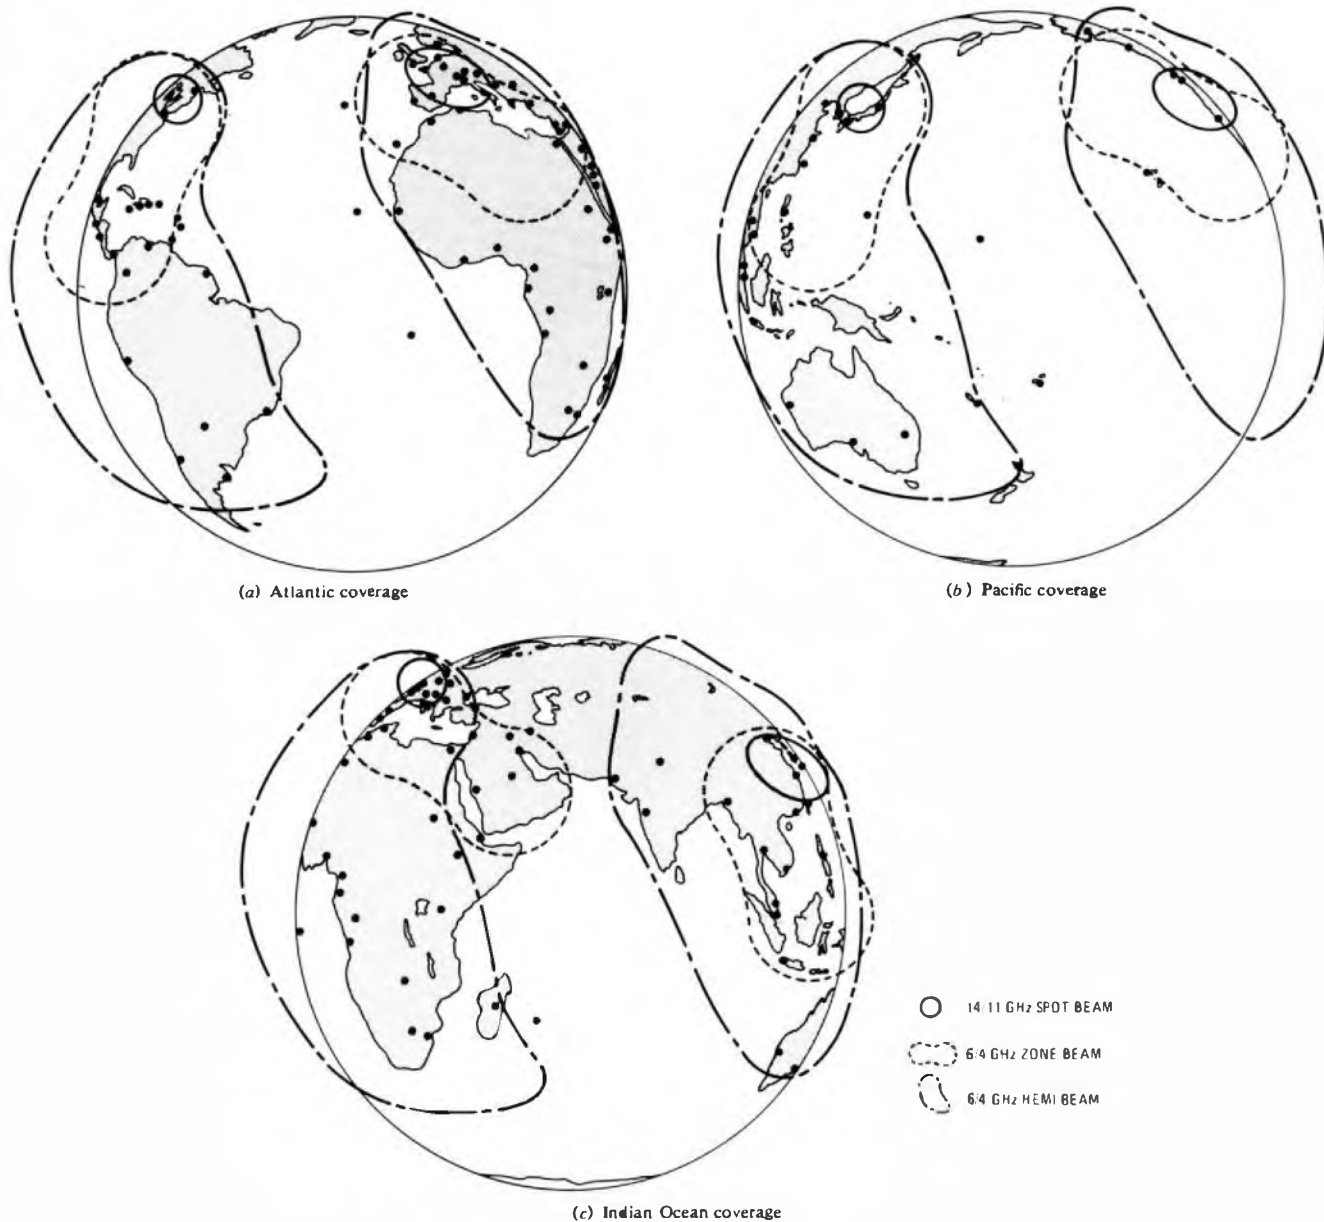 (a) Atlantic coverage
(b) Pacific coverage
14/11 GHz SPOT BEAM
6/4 GHz ZONE BEAM
6/4 GHz HEMI BEAM
(c) Indian Ocean coverage